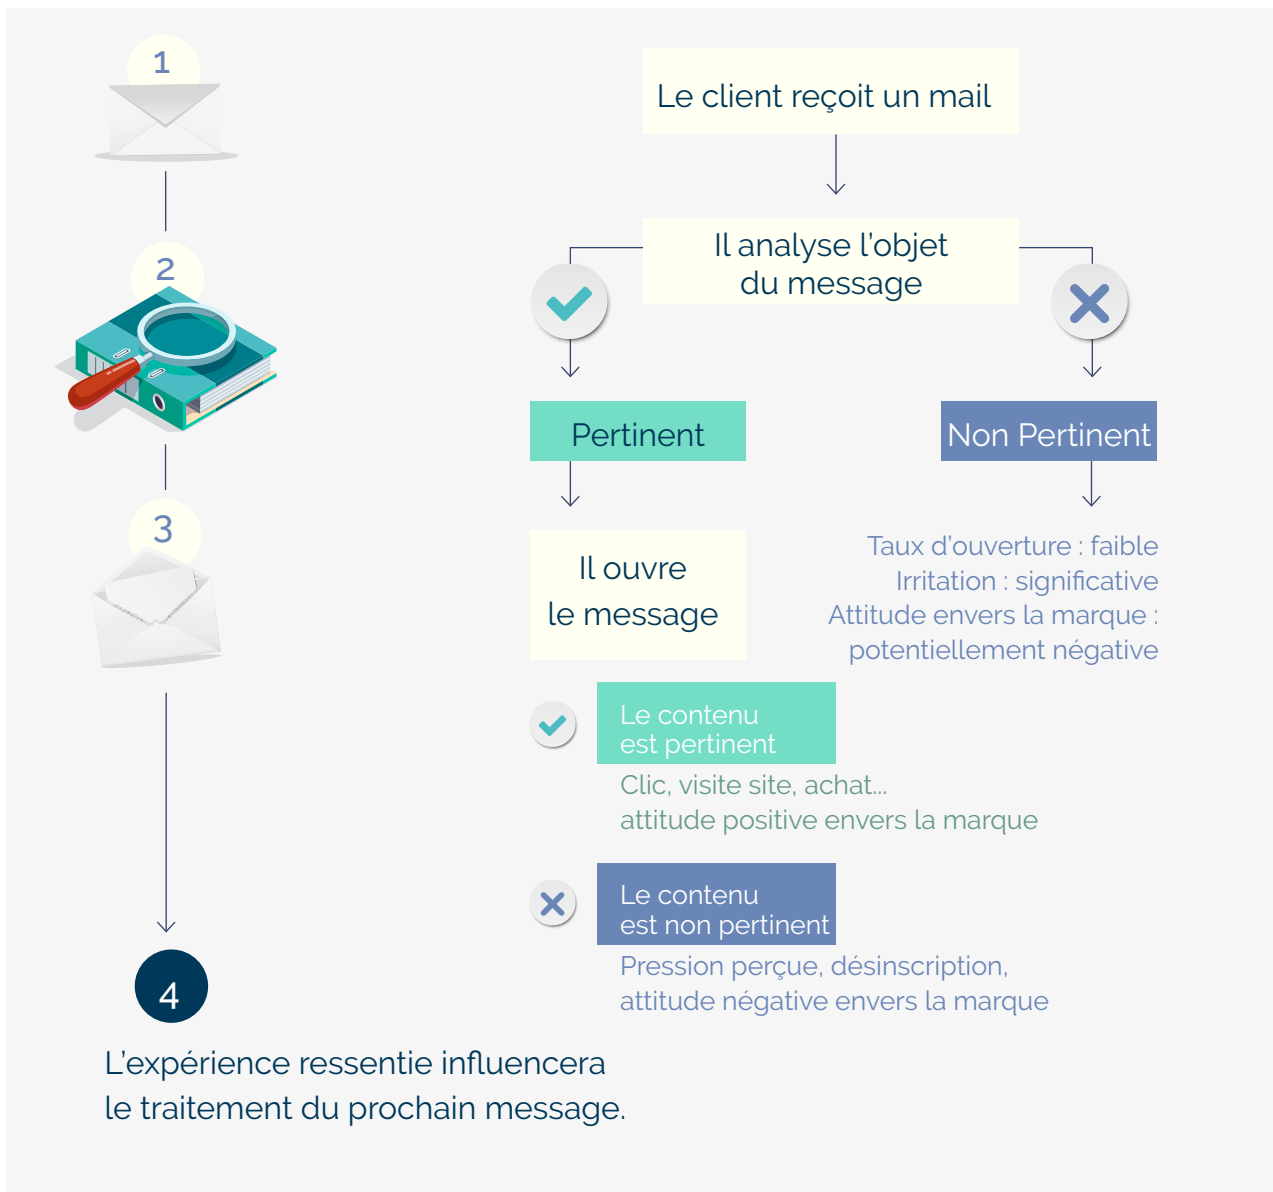 1
Le client reçoit un mail
2
Il analyse l’objet
du message
Pertinent
Non Pertinent
3
Il ouvre
le message
Taux d’ouverture : faible
Irritation : significative
Attitude envers la marque :
potentiellement négative
Le contenu
est pertinent
Clic, visite site, achat...
attitude positive envers la marque
Le contenu
est non pertinent
Pression perçue, désinscription,
attitude négative envers la marque
4
L’expérience ressentie influencera
le traitement du prochain message.